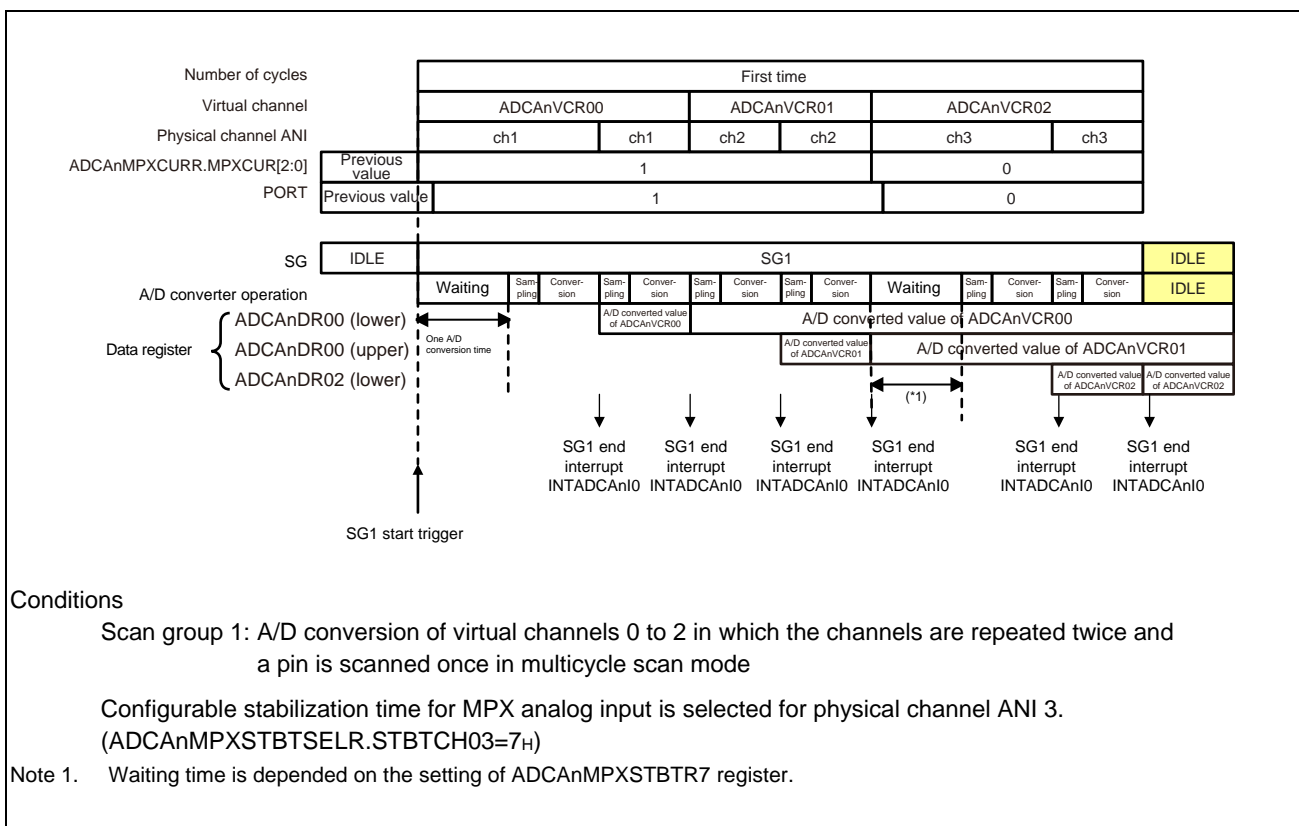 Number of cycles First time
Virtual channel ADCAnVCR00 ADCAnVCR01 ADCAnVCR02
Physical channel ANI ch1 ch1 ch2 ch2 ch3 ch3
ADCAnMPXCURR.MPXCUR[2:0] Previous value 1 0
PORT Previous value 1 0
SG IDLE SG1 IDLE
A/D converter operation Waiting Sam-pling Conver-sion Sam-pling Conver-sion Sam-pling Conver-sion Sam-pling Conver-sion Waiting Sam-pling Conver-sion Sam-pling Conver-sion IDLE
Data register
ADCAnDR00 (lower) A/D converted value of ADCAnVCR00 A/D converted value of ADCAnVCR00
One A/D conversion time
ADCAnDR00 (upper) A/D converted value of ADCAnVCR01 A/D converted value of ADCAnVCR01
ADCAnDR02 (lower) (*1) A/D converted value of ADCAnVCR02 A/D converted value of ADCAnVCR02
SG1 end SG1 end SG1 end SG1 end SG1 end SG1 end
interrupt interrupt interrupt interrupt interrupt interrupt
INTADCAnI0 INTADCAnI0 INTADCAnI0 INTADCAnI0 INTADCAnI0 INTADCAnI0
SG1 start trigger
Conditions
Scan group 1: A/D conversion of virtual channels 0 to 2 in which the channels are repeated twice and
a pin is scanned once in multicycle scan mode
Configurable stabilization time for MPX analog input is selected for physical channel ANI 3.
(ADCAnMPXSTBTSELR.STBTCH03=7H)
Note 1. Waiting time is depended on the setting of ADCAnMPXSTBTR7 register.